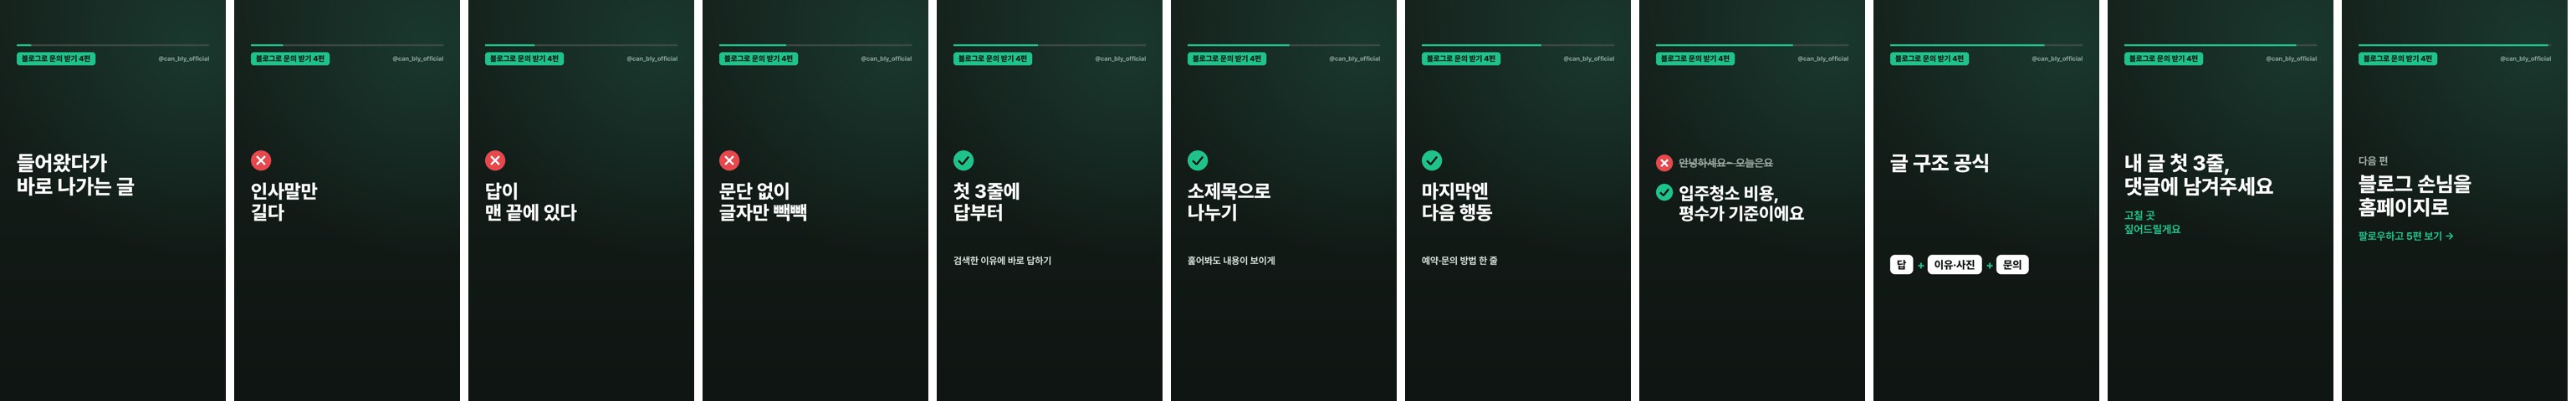 블로그로 문의 받기 4편
@can_bly_official
들어왔다가
바로 나가는 글
블로그로 문의 받기 4편
@can_bly_official
인사말만
길다
블로그로 문의 받기 4편
@can_bly_official
답이
맨 끝에 있다
블로그로 문의 받기 4편
@can_bly_official
문단 없이
글자만 빽빽
블로그로 문의 받기 4편
@can_bly_official
첫 3줄에
답부터
검색한 이유에 바로 답하기
블로그로 문의 받기 4편
@can_bly_official
소제목으로
나누기
훑어봐도 내용이 보이게
블로그로 문의 받기 4편
@can_bly_official
마지막엔
다음 행동
예약·문의 방법 한 줄
블로그로 문의 받기 4편
@can_bly_official
안녕하세요~ 오늘은요
입주청소 비용,
평수가 기준이에요
블로그로 문의 받기 4편
@can_bly_official
글 구조 공식
답 + 이유·사진 + 문의
블로그로 문의 받기 4편
@can_bly_official
내 글 첫 3줄,
댓글에 남겨주세요
고칠 곳
짚어드릴게요
블로그로 문의 받기 4편
@can_bly_official
다음 편
블로그 손님을
홈페이지로
팔로우하고 5편 보기 →